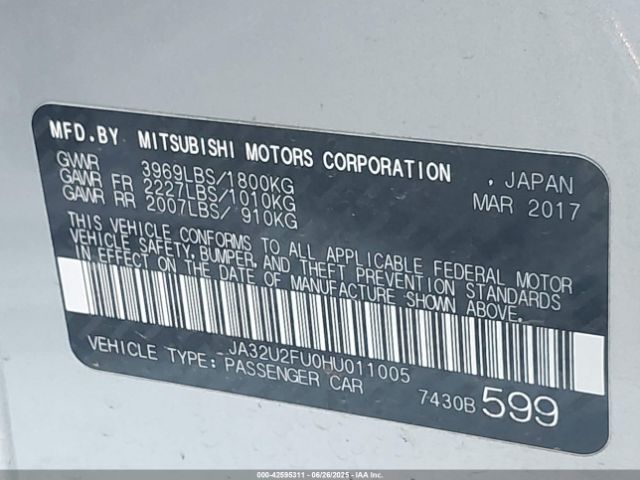 MFD.BY MITSUBISHI MOTORS CORPORATION , JAPAN
GVWR 3969LBS/1800KG MAR 2017
GAWR FR 2227LBS/1010KG
GAWR RR 2007LBS/ 910KG
THIS VEHICLE CONFORMS TO ALL APPLICABLE FEDERAL MOTOR
VEHICLE SAFETY, BUMPER, AND THEFT PREVENTION STANDARDS
IN EFFECT ON THE DATE OF MANUFACTURE SHOWN ABOVE.
JA32U2FU0HU011005
VEHICLE TYPE: PASSENGER CAR 7430B 599
000-42595311 - 06/26/2025 - IAA Inc.